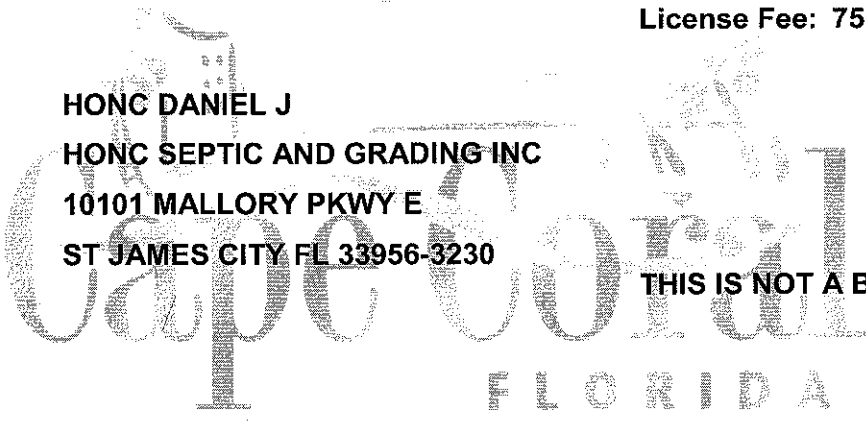 License Fee: 75
HONC DANIEL J
HONC SEPTIC AND GRADING INC
10101 MALLORY PKWY E
ST JAMES CITY FL 33956-3230
THIS IS NOT A B
Cape Coral
FLORIDA